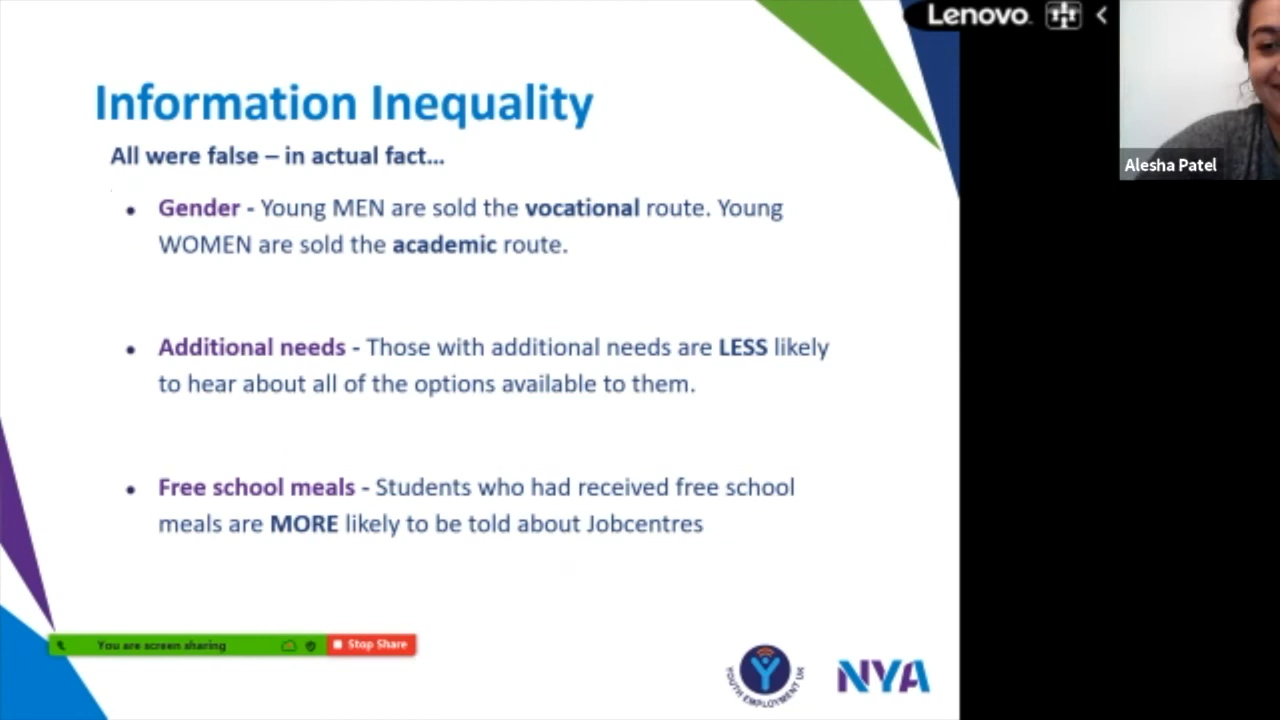 Lenovo
Information Inequality
All were false – in actual fact...
Gender - Young MEN are sold the vocational route. Young
WOMEN are sold the academic route.
Additional needs - Those with additional needs are LESS likely
to hear about all of the options available to them.
Free school meals - Students who had received free school
meals are MORE likely to be told about Jobcentres
You are screen sharing
Stop Share
YOUTH EMPLOYMENT UK
NYA
Alesha Patel